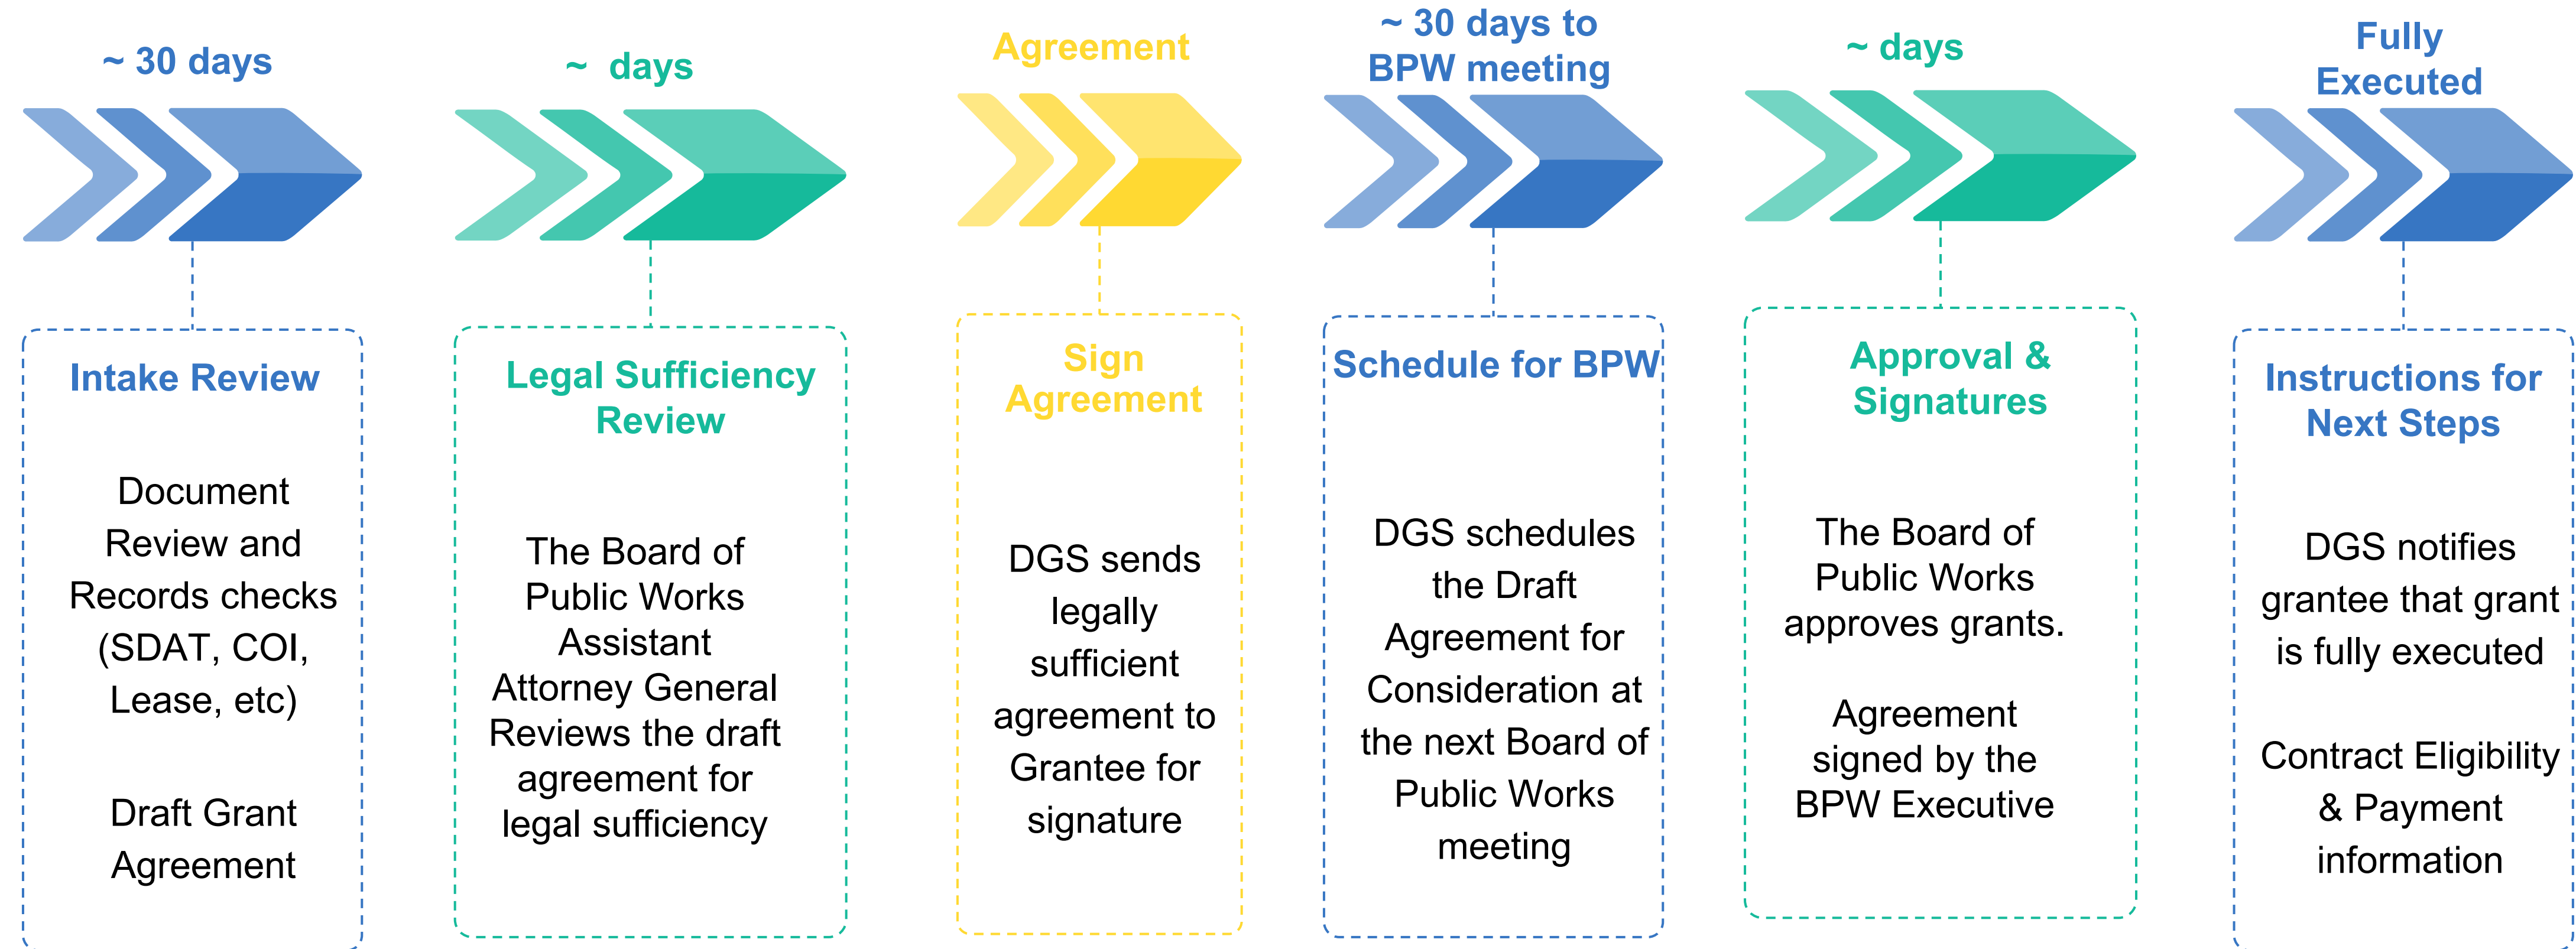 ~ 30 days
Intake Review
Document
Review and
Records checks
(SDAT, COI,
Lease, etc)
Draft Grant
Agreement
~ days
Legal Sufficiency
Review
The Board of
Public Works
Assistant
Attorney General
Reviews the draft
agreement for
legal sufficiency
Agreement
Sign
Agreement
DGS sends
legally
sufficient
agreement to
Grantee for
signature
~ 30 days to
BPW meeting
Schedule for BPW
DGS schedules
the Draft
Agreement for
Consideration at
the next Board of
Public Works
meeting
~ days
Approval &
Signatures
The Board of
Public Works
approves grants.
Agreement
signed by the
BPW Executive
Fully
Executed
Instructions for
Next Steps
DGS notifies
grantee that grant
is fully executed
Contract Eligibility
& Payment
information